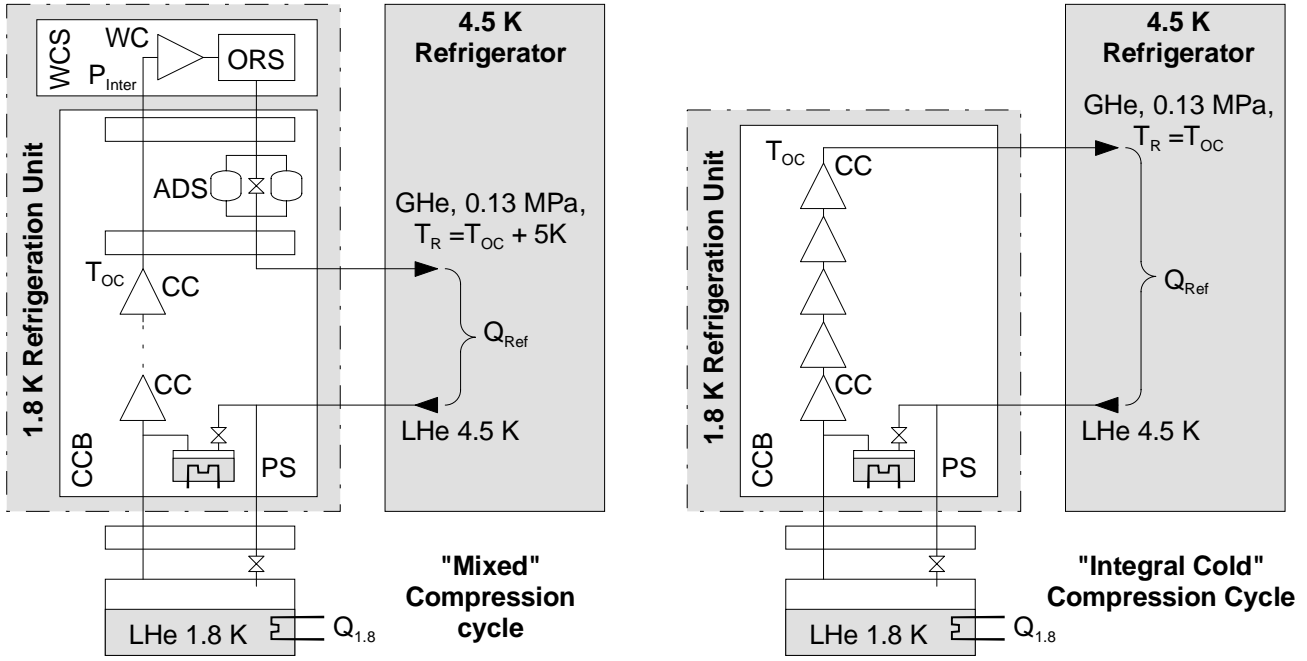 WCS
WC
ORS
P_Inter
ADS
T_OC
CC
CC
PS
CCB
1.8 K Refrigeration Unit
LHe 1.8 K
Q_1.8
4.5 K
Refrigerator
GHe, 0.13 MPa,
T_R =T_OC + 5K
Q_Ref
LHe 4.5 K
"Mixed"
Compression
cycle
T_OC
CC
CC
PS
CCB
1.8 K Refrigeration Unit
LHe 1.8 K
Q_1.8
4.5 K
Refrigerator
GHe, 0.13 MPa,
T_R =T_OC
Q_Ref
LHe 4.5 K
"Integral Cold"
Compression Cycle